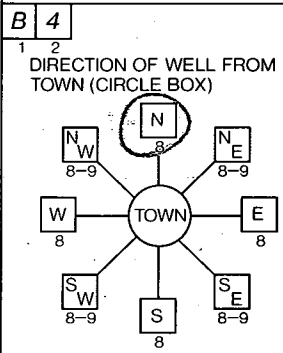 B 4
1 2
DIRECTION OF WELL FROM
TOWN (CIRCLE BOX)
N
8
NW NE
8-9 8-9
W TOWN E
8 8
SW SE
8-9 8-9
S
8